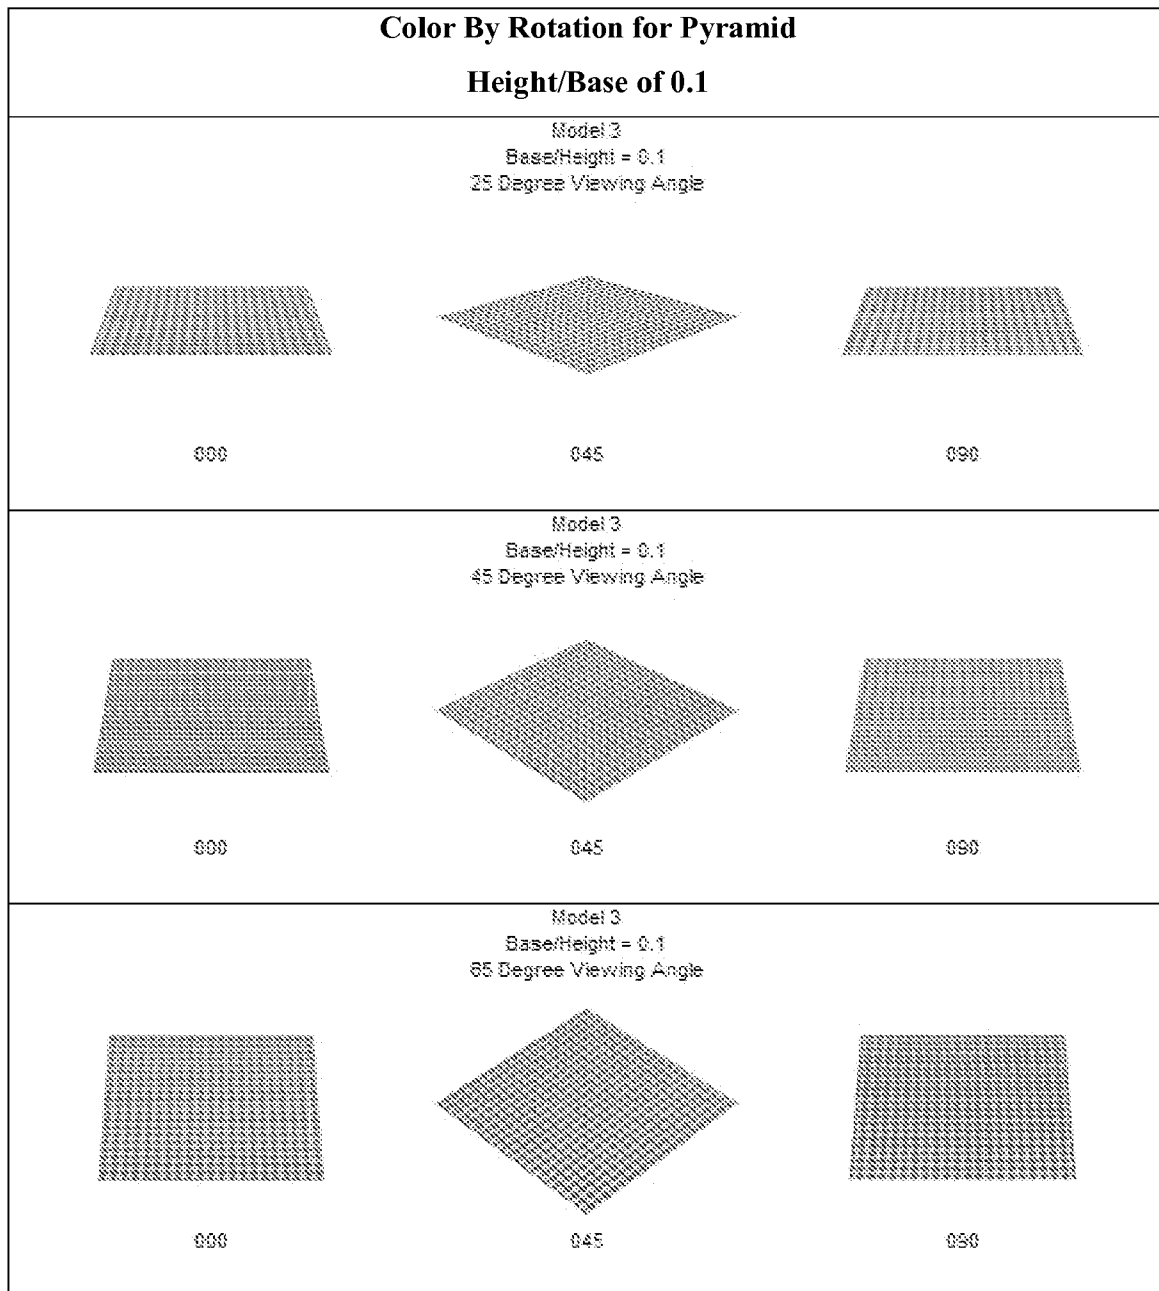 Color By Rotation for Pyramid
Height/Base of 0.1
Model 3
Base/Height = 0.1
25 Degree Viewing Angle
000 045 090
Model 3
Base/Height = 0.1
45 Degree Viewing Angle
000 045 090
Model 3
Base/Height = 0.1
65 Degree Viewing Angle
000 045 090